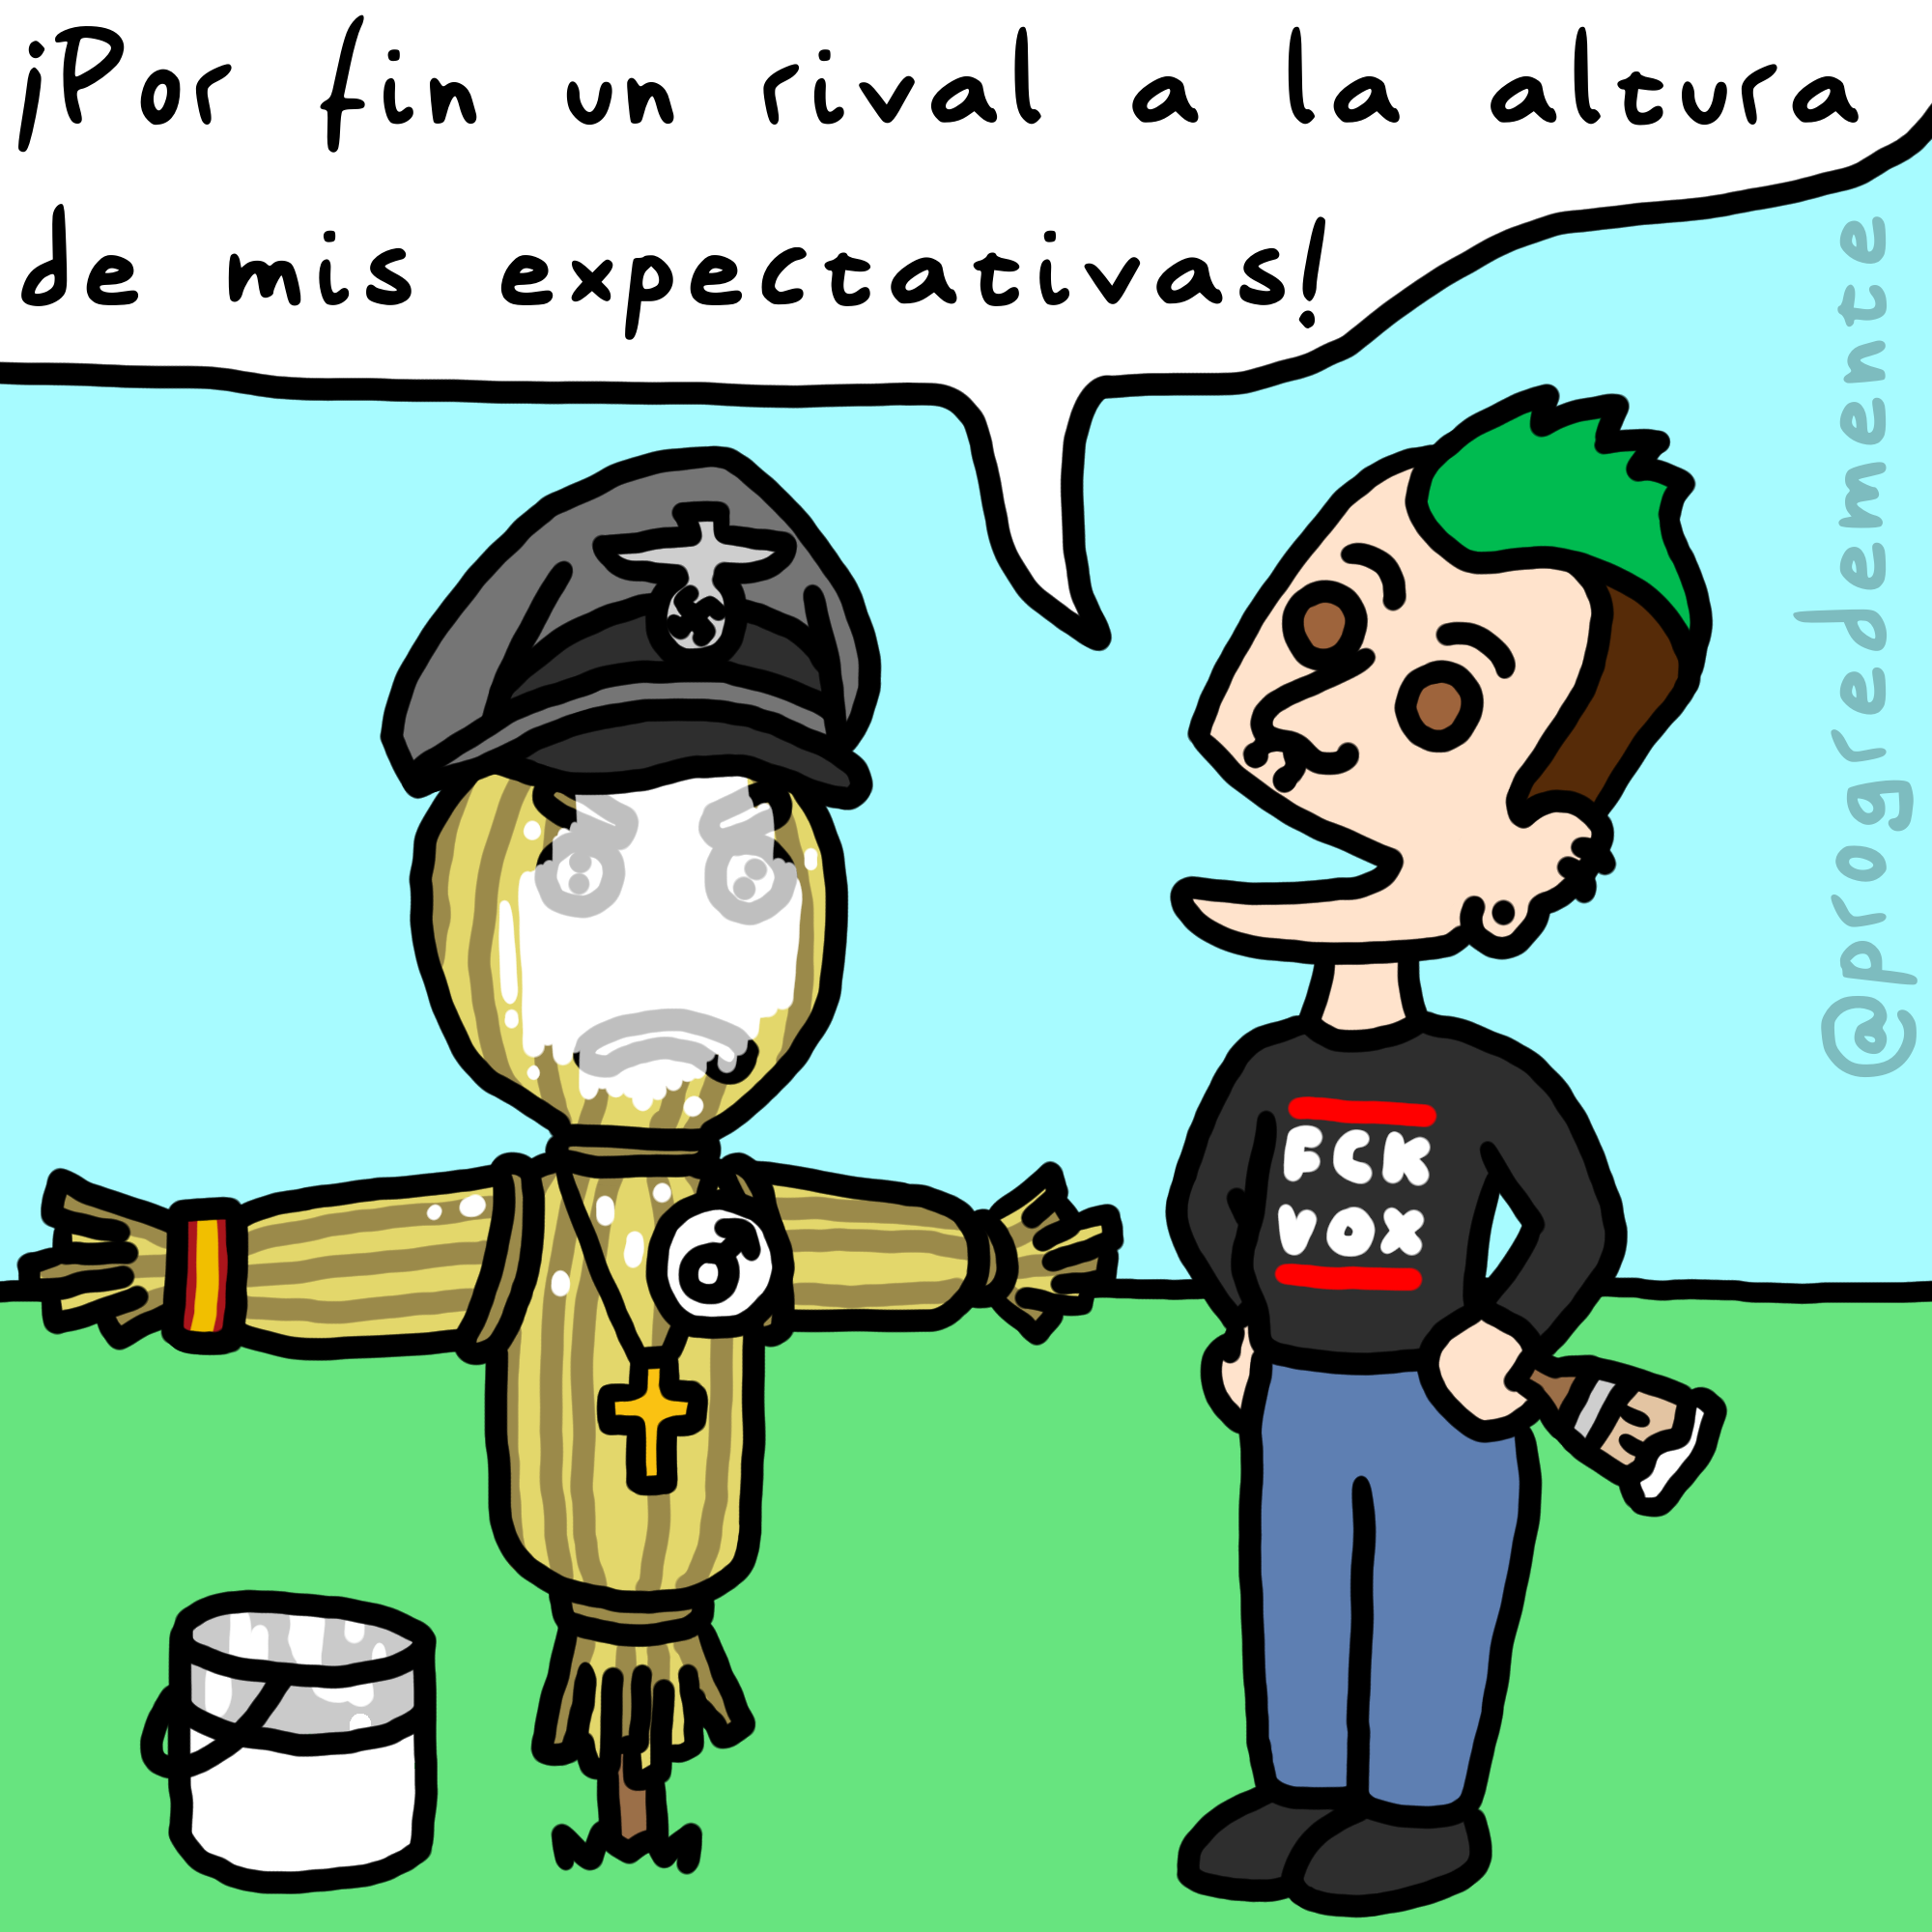 ¡Por fin un rival a la altura
de mis expectativas!
@progredemente
FCK
VOX